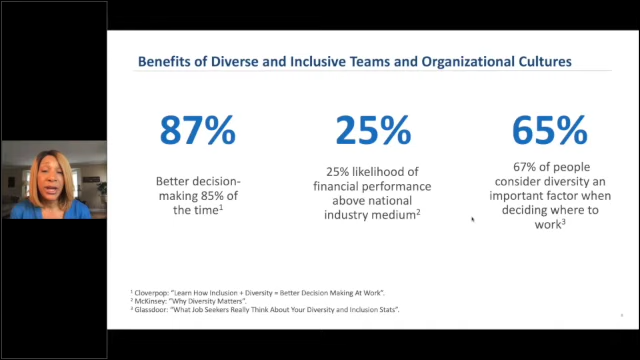 Benefits of Diverse and Inclusive Teams and Organizational Cultures
87%
Better decision-
making 85% of
the time1
25%
25% likelihood of
financial performance
above national
industry medium2
65%
67% of people
consider diversity an
important factor when
deciding where to
work3
1 Cloverpop: "Learn How Inclusion + Diversity = Better Decision Making At Work".
2 McKinsey: "Why Diversity Matters".
3 Glassdoor: "What Job Seekers Really Think About Your Diversity and Inclusion Stats".